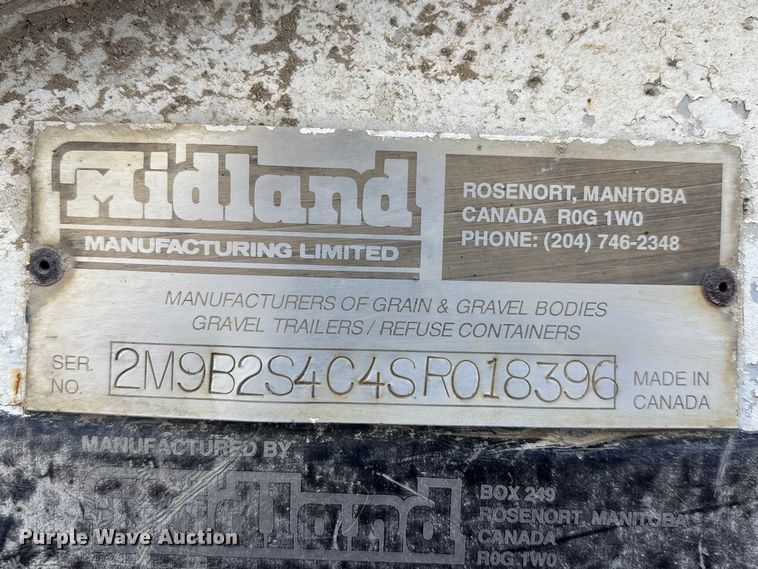 Midland
MANUFACTURING LIMITED
ROSENORT, MANITOBA
CANADA R0G 1W0
PHONE: (204) 746-2348
MANUFACTURERS OF GRAIN & GRAVEL BODIES
GRAVEL TRAILERS / REFUSE CONTAINERS
SER. NO.
2M9B2S4C4SR018396
MADE IN CANADA
MANUFACTURED BY
Midland
BOX 249
ROSENORT, MANITOBA
CANADA
R0G 1W0
Purple Wave Auction